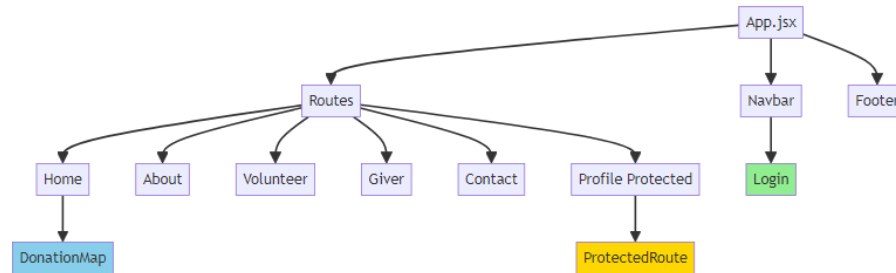 App.jsx
Routes
Navbar
Footer
Home
About
Volunteer
Giver
Contact
Profile Protected
Login
DonationMap
ProtectedRoute